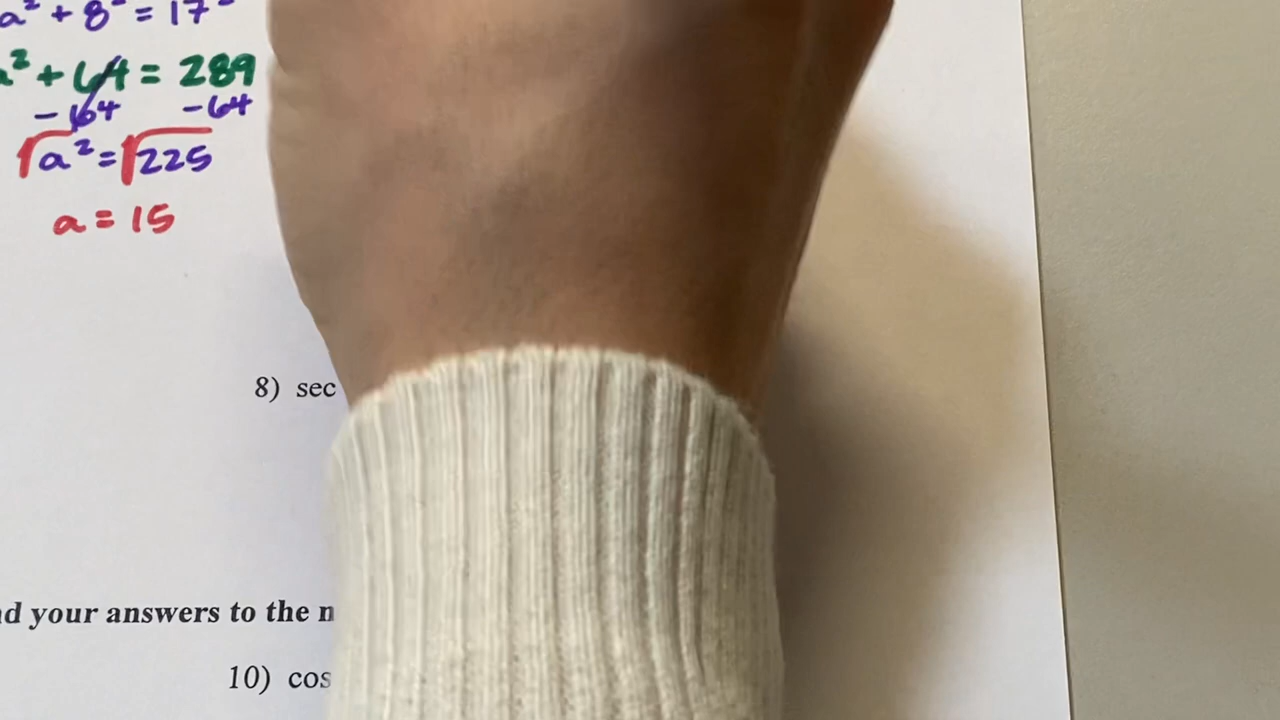 a² + 8² = 17²
a² + 64 = 289
-64 -64
√a² = √225
a = 15
8) sec
your answers to the
10) cos